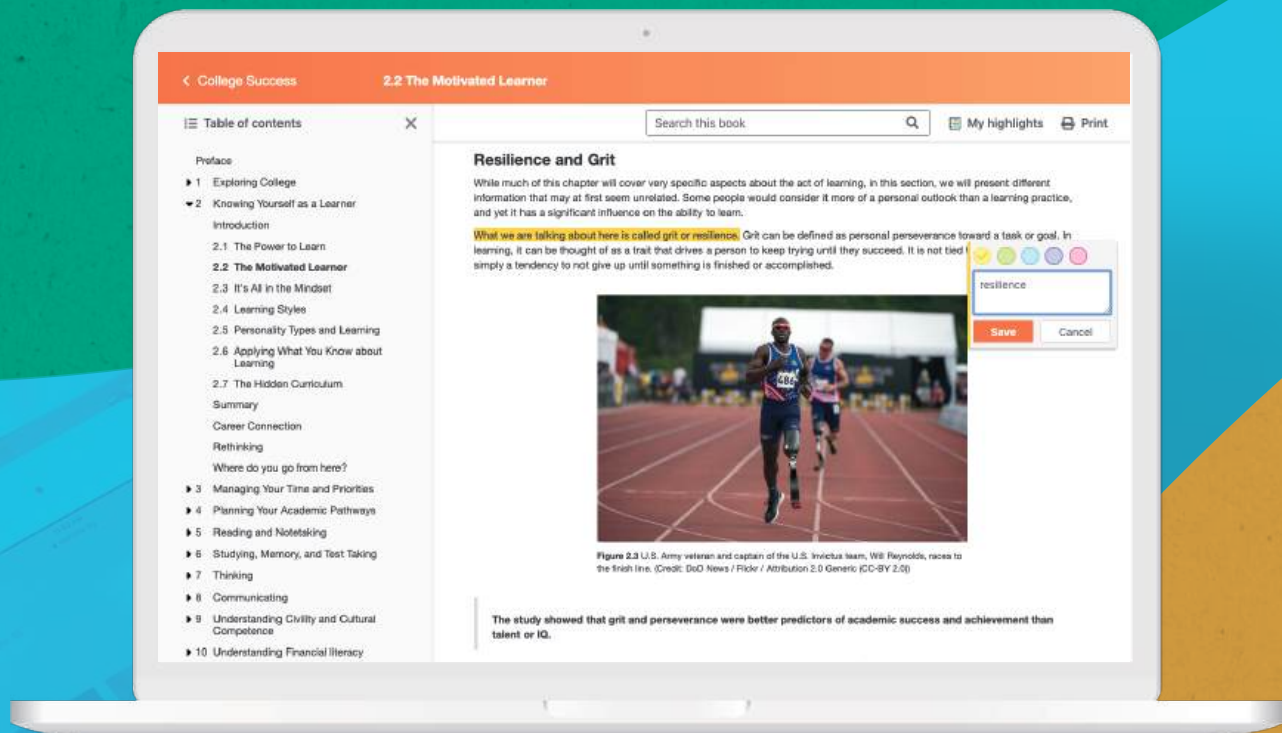 College Success
2.2 The Motivated Learner
Table of contents
Search this book
My highlights
Print
Preface
1 Exploring College
2 Knowing Yourself as a Learner
Introduction
2.1 The Power to Learn
2.2 The Motivated Learner
2.3 It's All in the Mindset
2.4 Learning Styles
2.5 Personality Types and Learning
2.6 Applying What You Know about
Learning
2.7 The Hidden Curriculum
Summary
Career Connection
Rethinking
Where do you go from here?
3 Managing Your Time and Priorities
4 Planning Your Academic Pathways
5 Reading and Notetaking
6 Studying, Memory, and Test Taking
7 Thinking
8 Communicating
9 Understanding Civility and Cultural
Competence
10 Understanding Financial literacy
Resilience and Grit
While much of this chapter will cover very specific aspects about the act of learning, in this section, we will present different
information that may at first seem unrelated. Some people would consider it more of a personal outlook than a learning practice,
and yet it has a significant influence on the ability to learn.
What we are talking about here is called grit or resilience. Grit can be defined as personal perseverance toward a task or goal. In
learning, it can be thought of as a trait that drives a person to keep trying until they succeed. It is not tied
simply a tendency to not give up until something is finished or accomplished.
resilience
Save
Cancel
486
Figure 2.3 U.S. Army veteran and captain of the U.S. Invictus team, Will Reynolds, races to
the finish line. (Credit: DoD News / Flickr / Attribution 2.0 Generic (CC-BY 2.0))
The study showed that grit and perseverance were better predictors of academic success and achievement than
talent or IQ.